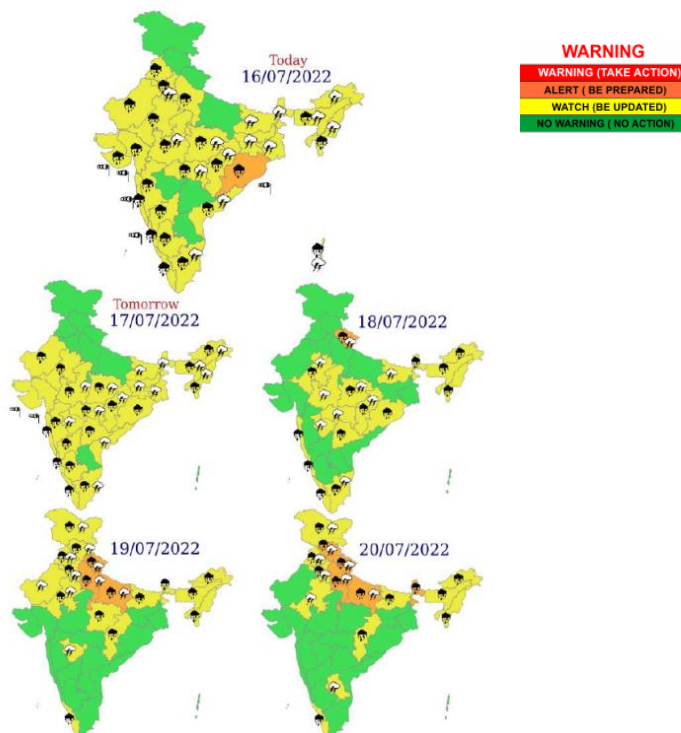 Today
16/07/2022
WARNING
WARNING (TAKE ACTION)
ALERT ( BE PREPARED)
WATCH (BE UPDATED)
NO WARNING ( NO ACTION)
Tomorrow
17/07/2022
18/07/2022
19/07/2022
20/07/2022